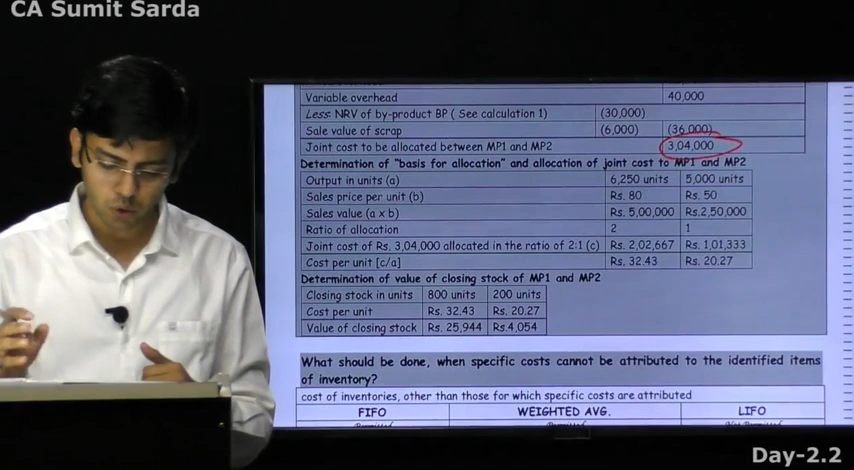 CA Sumit Sarda
Variable overhead 40,000
Less: NRV of by-product BP ( See calculation 1) (30,000)
Sale value of scrap (6,000) (36,000)
Joint cost to be allocated between MP1 and MP2 3,04,000
Determination of "basis for allocation" and allocation of joint cost to MP1 and MP2
Output in units (a) 6,250 units 5,000 units
Sales price per unit (b) Rs. 80 Rs. 50
Sales value (a x b) Rs. 5,00,000 Rs.2,50,000
Ratio of allocation 2 1
Joint cost of Rs. 3,04,000 allocated in the ratio of 2:1 (c) Rs. 2,02,667 Rs. 1,01,333
Cost per unit [c/a] Rs. 32.43 Rs. 20.27
Determination of value of closing stock of MP1 and MP2
Closing stock in units 800 units 200 units
Cost per unit Rs. 32.43 Rs. 20.27
Value of closing stock Rs. 25,944 Rs.4,054
What should be done, when specific costs cannot be attributed to the identified items
of inventory?
cost of inventories, other than those for which specific costs are attributed
FIFO WEIGHTED AVG. LIFO
Day-2.2